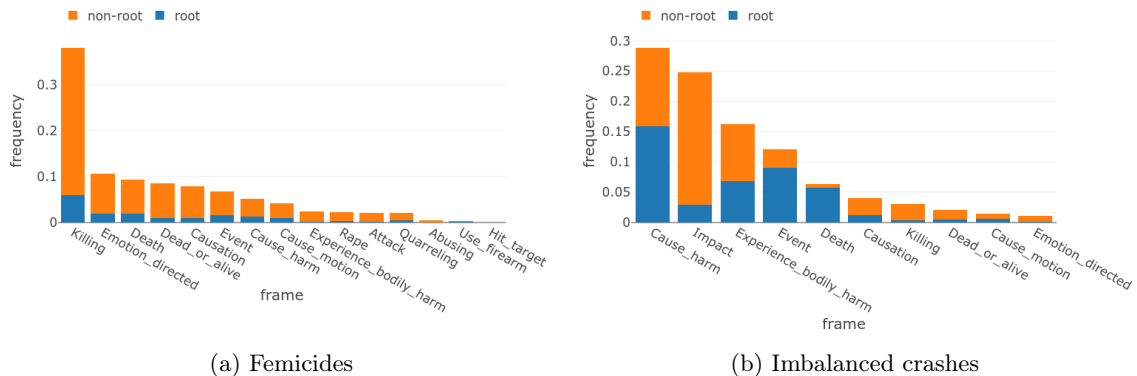 non-root root
frequency
0.3
0.2
0.1
0
Killing
Emotion_directed
Death
Dead_or_alive
Causation
Event
Cause_harm
Cause_motion
Experience_bodily_harm
Rape
Attack
Quarreling
Abusing
Use_firearm
Hit_target
frame
(a) Femicides
non-root root
frequency
0.3
0.25
0.2
0.15
0.1
0.05
0
Cause_harm
Impact
Experience_bodily_harm
Event
Death
Causation
Killing
Dead_or_alive
Cause_motion
Emotion_directed
frame
(b) Imbalanced crashes